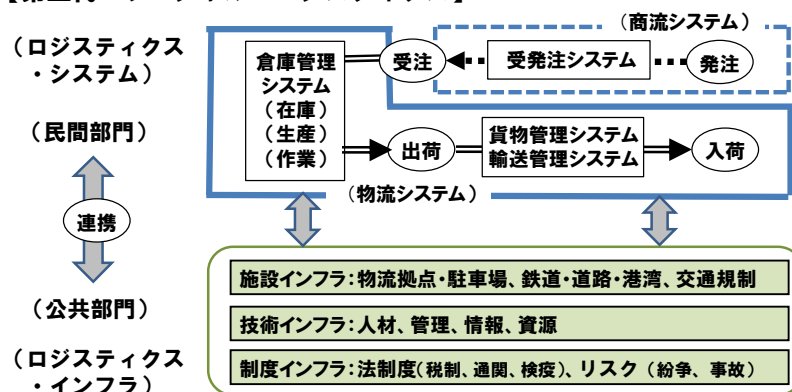 （商流システム）
（ロジスティクス
・システム）
倉庫管理
システム
（在庫）
（生産）
（作業）
受注
受発注システム
発注
（民間部門）
出荷
貨物管理システム
輸送管理システム
入荷
（物流システム）
連携
施設インフラ：物流拠点・駐車場、鉄道・道路・港湾、交通規制
（公共部門）
技術インフラ：人材、管理、情報、資源
（ロジスティクス
・インフラ）
制度インフラ：法制度（税制、通関、検疫）、リスク（紛争、事故）